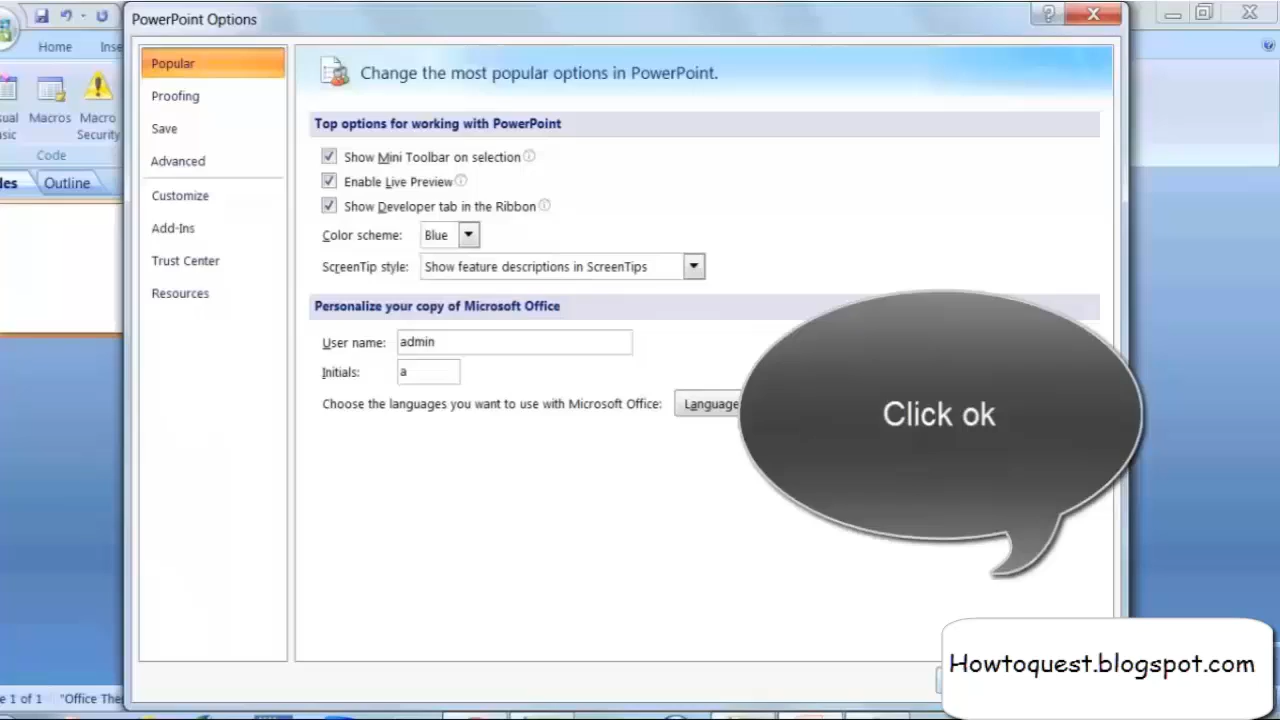 PowerPoint Options
Home
Popular
Change the most popular options in PowerPoint.
Proofing
Save
Advanced
Customize
Add-Ins
Trust Center
Resources
Macros
Macro
Security
Code
Outline
Top options for working with PowerPoint
Show Mini Toolbar on selection
Enable Live Preview
Show Developer tab in the Ribbon
Color scheme: Blue
ScreenTip style: Show feature descriptions in ScreenTips
Personalize your copy of Microsoft Office
User name: admin
Initials: a
Choose the languages you want to use with Microsoft Office: Language
Click ok
Howtoquest.blogspot.com
1 of 1 "Office